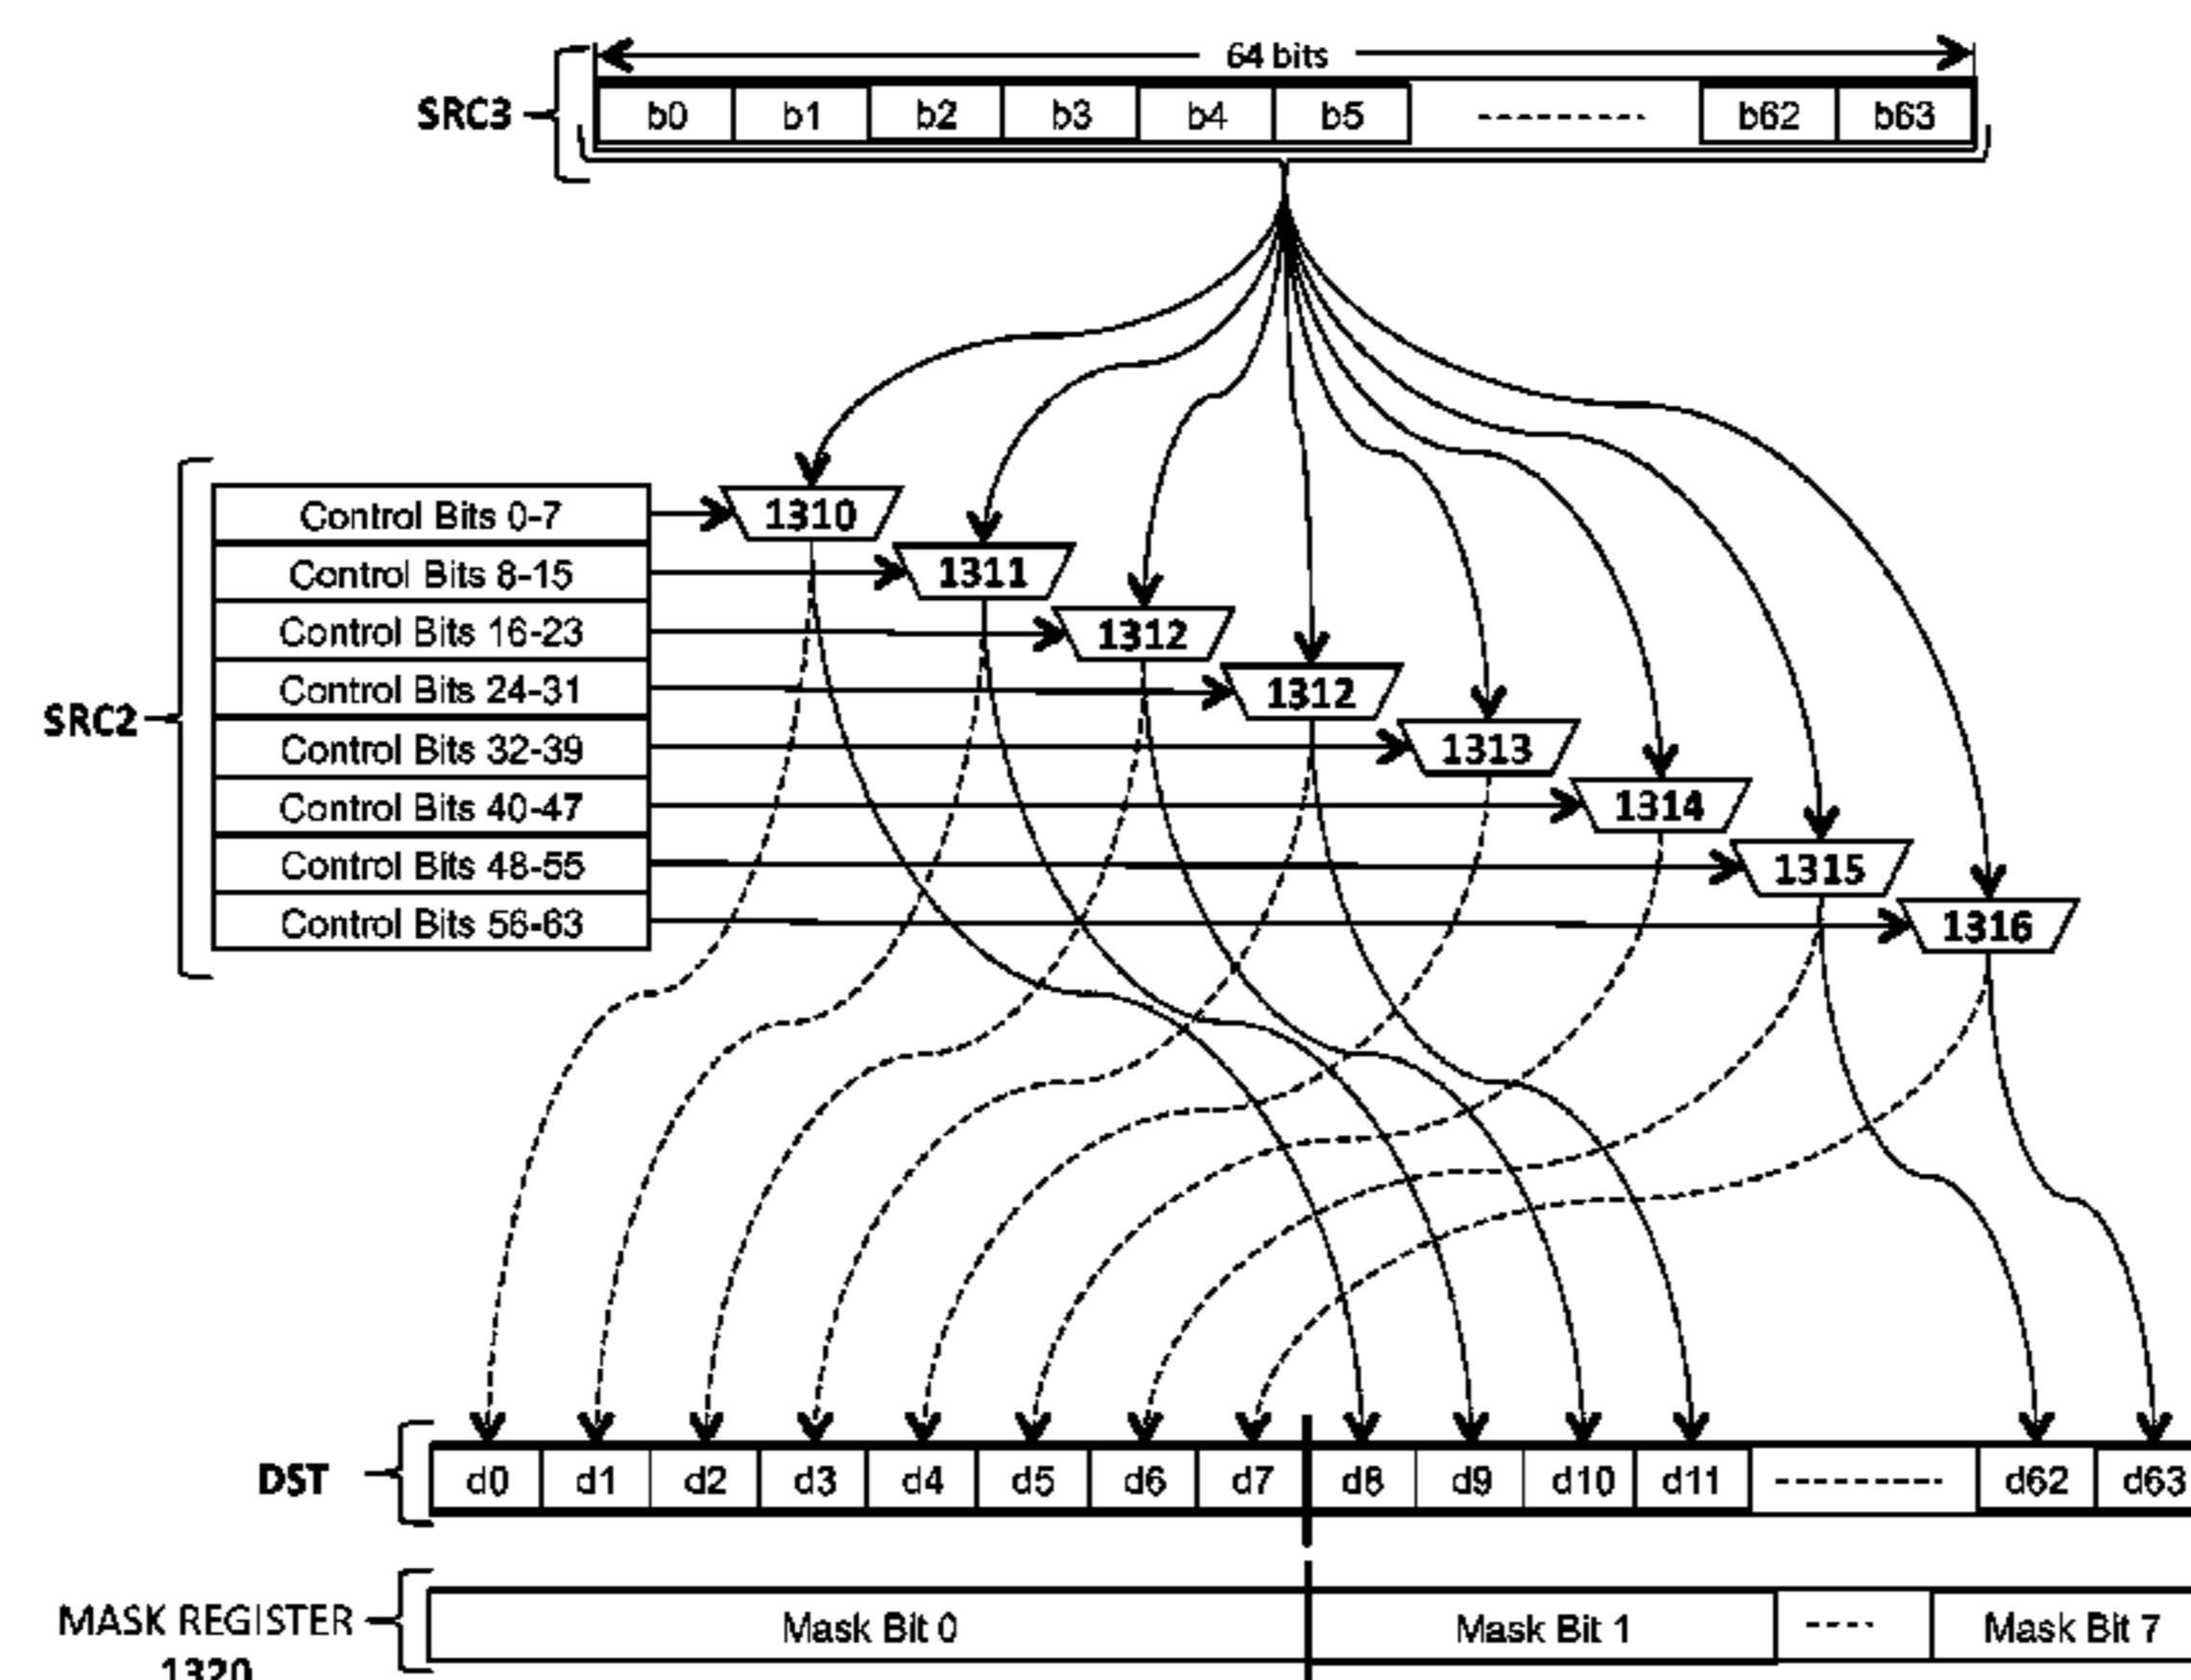 64 bits
SRC3 b0 b1 b2 b3 b4 b5 --------- b62 b63
Control Bits 0-7 1310
Control Bits 8-15 1311
Control Bits 16-23 1312
Control Bits 24-31 1312
SRC2
Control Bits 32-39 1313
Control Bits 40-47 1314
Control Bits 48-55 1315
Control Bits 56-63 1316
DST d0 d1 d2 d3 d4 d5 d6 d7 d8 d9 d10 d11 --------- d62 d63
MASK REGISTER Mask Bit 0 Mask Bit 1 ---- Mask Bit 7
1320